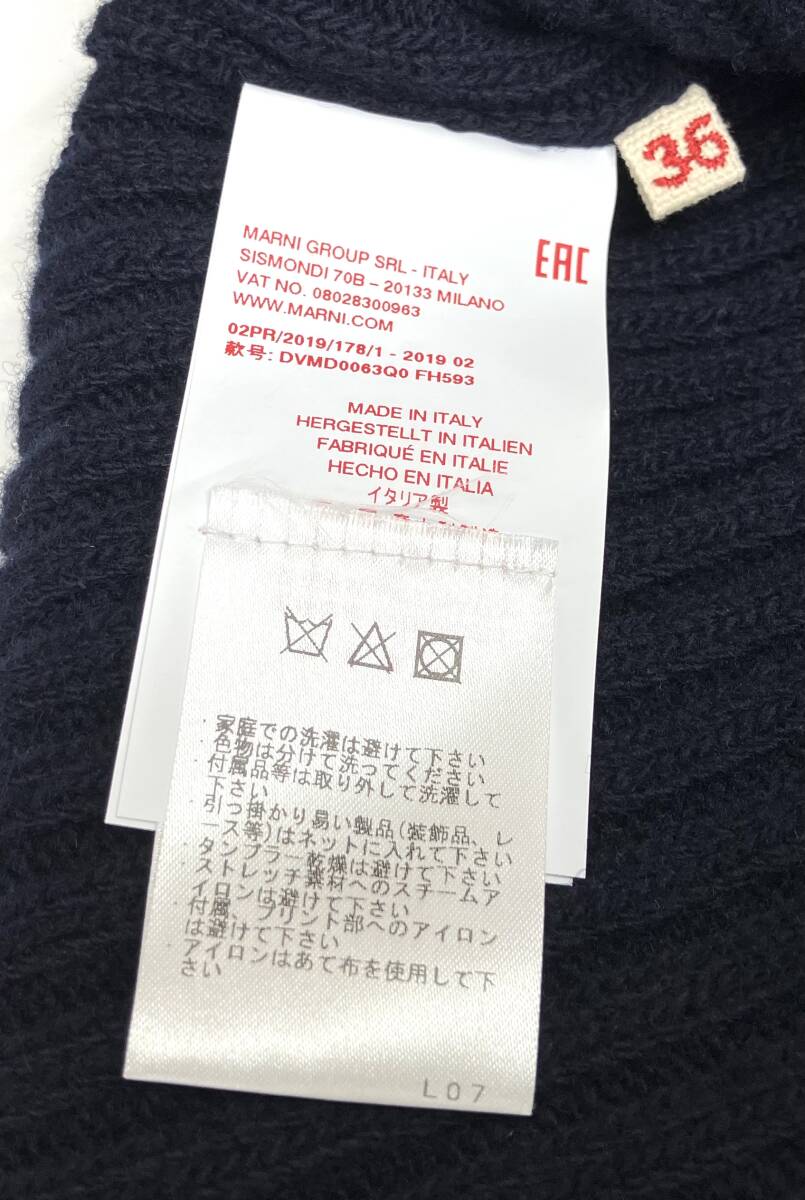 36
MARNI GROUP SRL - ITALY
SISMONDI 70B – 20133 MILANO
VAT NO. 08028300963
WWW.MARNI.COM
EAC
02PR/2019/178/1 - 2019 02
款号: DVMD0063Q0 FH593
MADE IN ITALY
HERGESTELLT IN ITALIEN
FABRIQUÉ EN ITALIE
HECHO EN ITALIA
イタリア製
・家庭での洗濯は避けて下さい
・色物は分けて洗ってください
・付属品等は取り外して洗濯して
下さい
・引っ掛かり易い製品(装飾品、レ
ース等)はネットに入れて下さい
・タンブラー乾燥は避けて下さい
・ストレッチ素材へのスチームア
イロンは避けて下さい
・付属、プリント部へのアイロン
は避けて下さい
・アイロンはあて布を使用して下
さい
L07